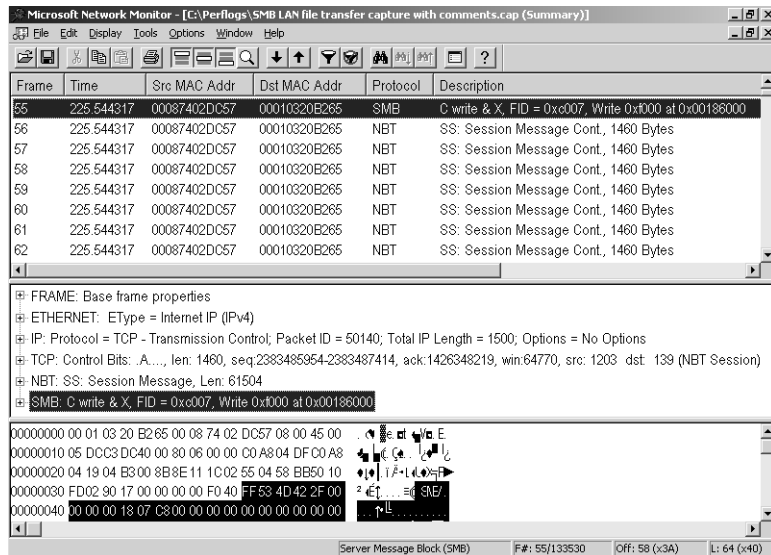 Microsoft Network Monitor - [C:\Perflogs\SMB LAN file transfer capture with comments.cap (Summary)]
File Edit Display Tools Options Window Help
Frame Time Src MAC Addr Dst MAC Addr Protocol Description
55 225.544317 00087402DC57 00010320B265 SMB C write & X, FID = 0xc007, Write 0xf000 at 0x00186000
56 225.544317 00087402DC57 00010320B265 NBT SS: Session Message Cont., 1460 Bytes
57 225.544317 00087402DC57 00010320B265 NBT SS: Session Message Cont., 1460 Bytes
58 225.544317 00087402DC57 00010320B265 NBT SS: Session Message Cont., 1460 Bytes
59 225.544317 00087402DC57 00010320B265 NBT SS: Session Message Cont., 1460 Bytes
60 225.544317 00087402DC57 00010320B265 NBT SS: Session Message Cont., 1460 Bytes
61 225.544317 00087402DC57 00010320B265 NBT SS: Session Message Cont., 1460 Bytes
62 225.544317 00087402DC57 00010320B265 NBT SS: Session Message Cont., 1460 Bytes
FRAME: Base frame properties
ETHERNET: EType = Internet IP (IPv4)
IP: Protocol = TCP - Transmission Control; Packet ID = 50140; Total IP Length = 1500; Options = No Options
TCP: Control Bits: .A...., len: 1460, seq:2383485954-2383487414, ack:1426348219, win:64770, src: 1203 dst: 139 (NBT Session)
NBT: SS: Session Message, Len: 61504
SMB: C write & X, FID = 0xc007, Write 0xf000 at 0x00186000
00000000 00 01 03 20 B2 65 00 08 74 02 DC 57 08 00 45 00
00000010 05 DC C3 DC 40 00 80 06 00 00 C0 A8 04 DF C0 A8
00000020 04 19 04 B3 00 8B 8E 11 1C 02 55 04 58 BB 50 10
00000030 FD 02 90 17 00 00 00 00 F0 40 FF 53 4D 42 2F 00
00000040 00 00 00 18 07 C8 00 00 00 00 00 00 00 00 00 00
Server Message Block (SMB) F#: 55/133530 Off: 58 (x3A) L: 64 (x40)